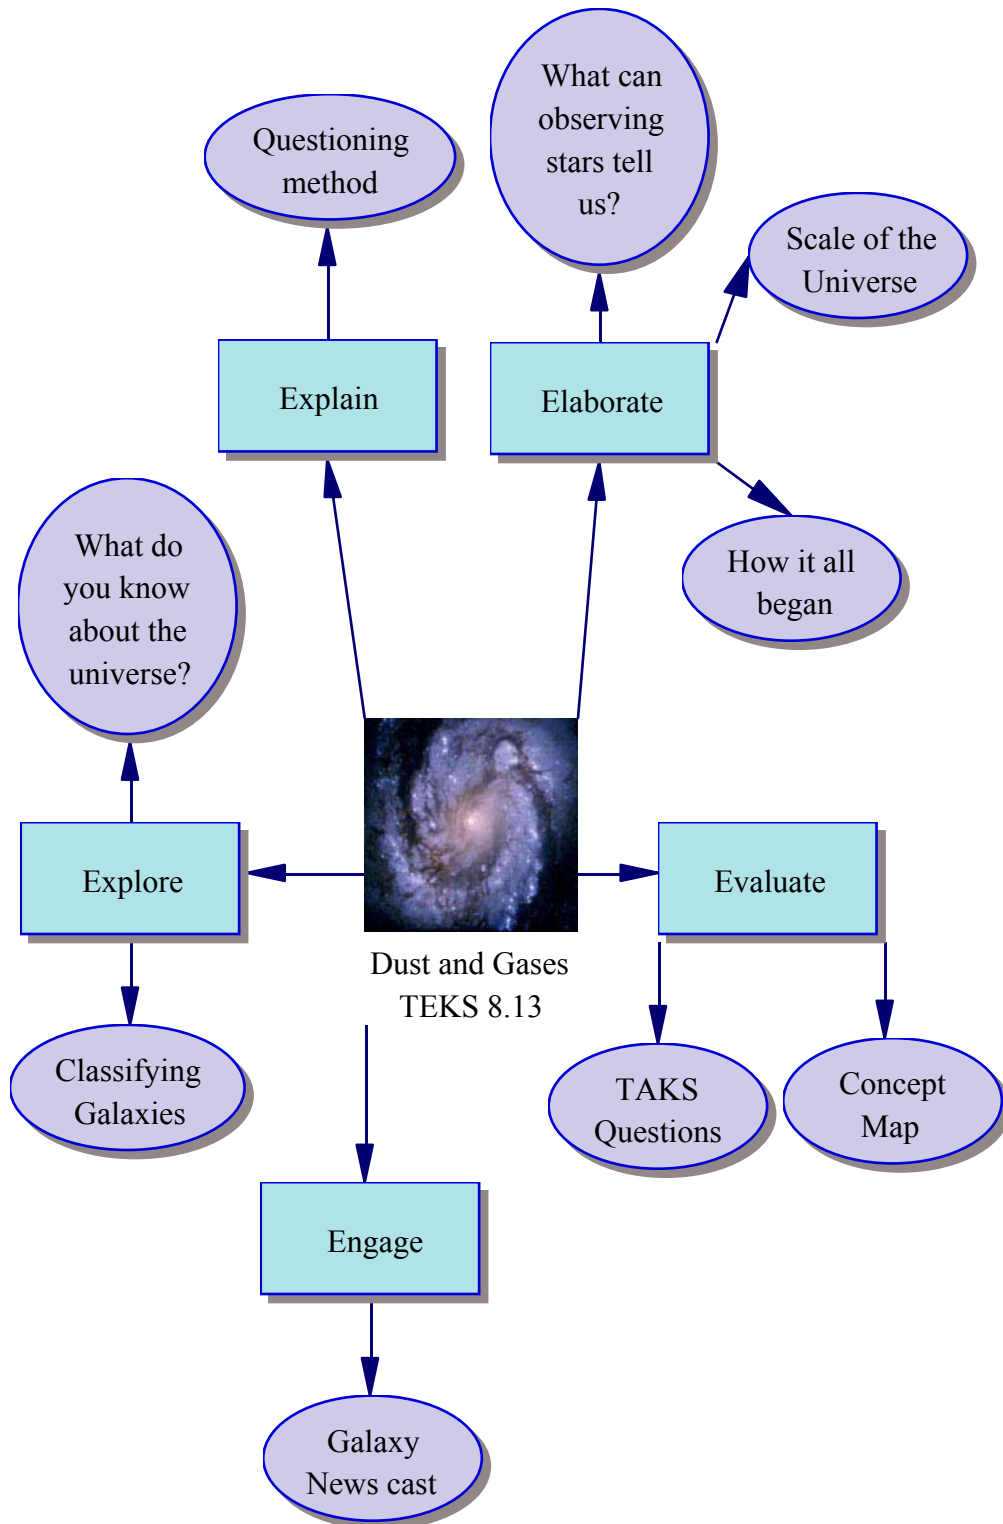 What can
observing
stars tell
us?
Questioning
method
Scale of the
Universe
Explain
Elaborate
What do
you know
about the
universe?
How it all
began
Explore
Evaluate
Dust and Gases
TEKS 8.13
Classifying
Galaxies
TAKS
Questions
Concept
Map
Engage
Galaxy
News cast